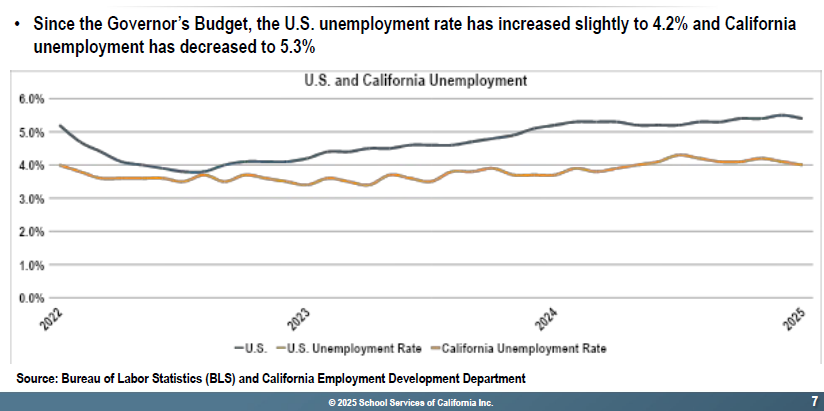 • Since the Governor's Budget, the U.S. unemployment rate has increased slightly to 4.2% and California
unemployment has decreased to 5.3%
U.S. and California Unemployment
6.0%
5.0%
4.0%
3.0%
2.0%
1.0%
0.0%
2022 2023 2024 2025
U.S. U.S. Unemployment Rate California Unemployment Rate
Source: Bureau of Labor Statistics (BLS) and California Employment Development Department
© 2025 School Services of California Inc. 7